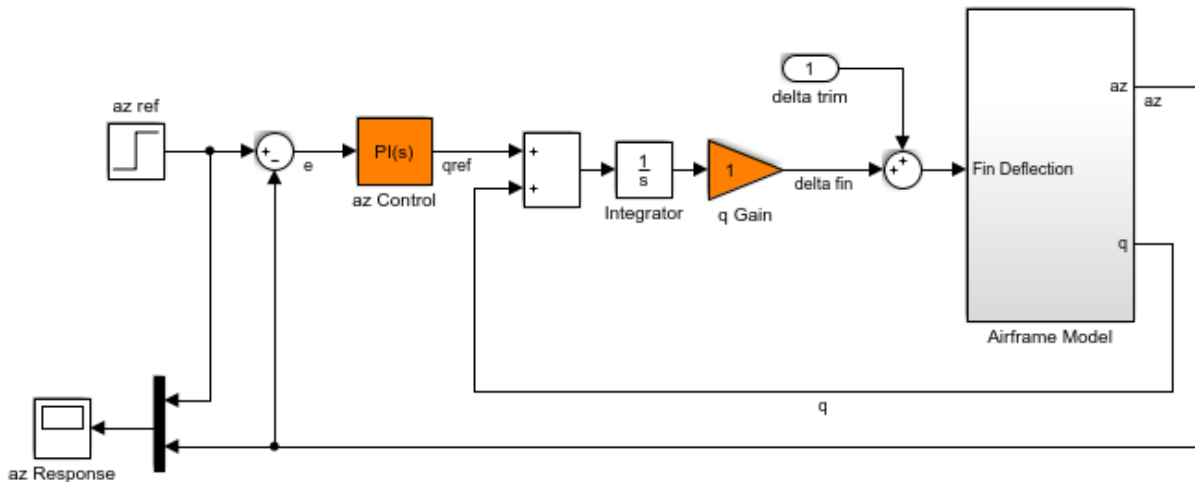 az ref
+
−
e
PI(s)
qref
az Control
+
+
1
s
Integrator
1
q Gain
delta fin
1
delta trim
+
+
Fin Deflection
az
az
q
Airframe Model
q
az Response